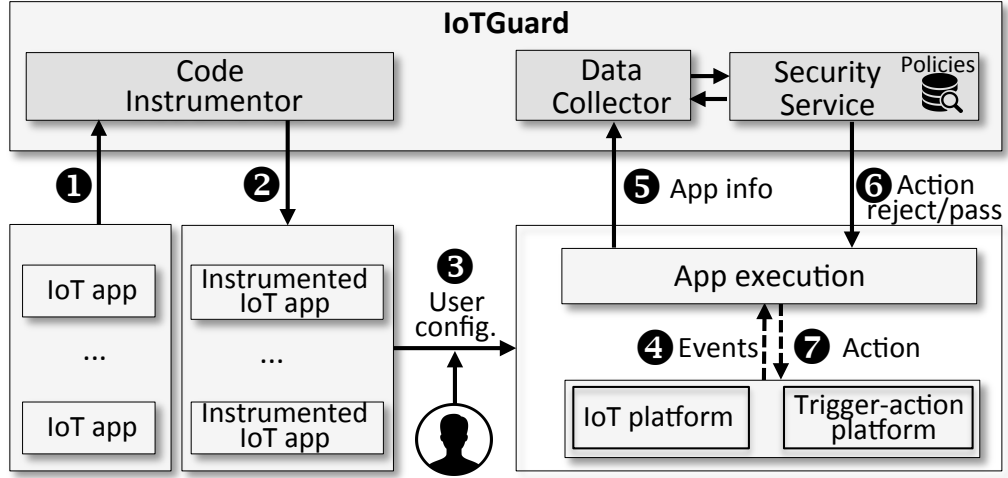 IoTGuard
Code
Instrumentor
Data
Collector
Security
Service
Policies
❶
❷
❺ App info
❻ Action
reject/pass
IoT app
...
IoT app
Instrumented
IoT app
...
Instrumented
IoT app
❸
User
config.
App execution
❹ Events
❼ Action
IoT platform
Trigger-action
platform